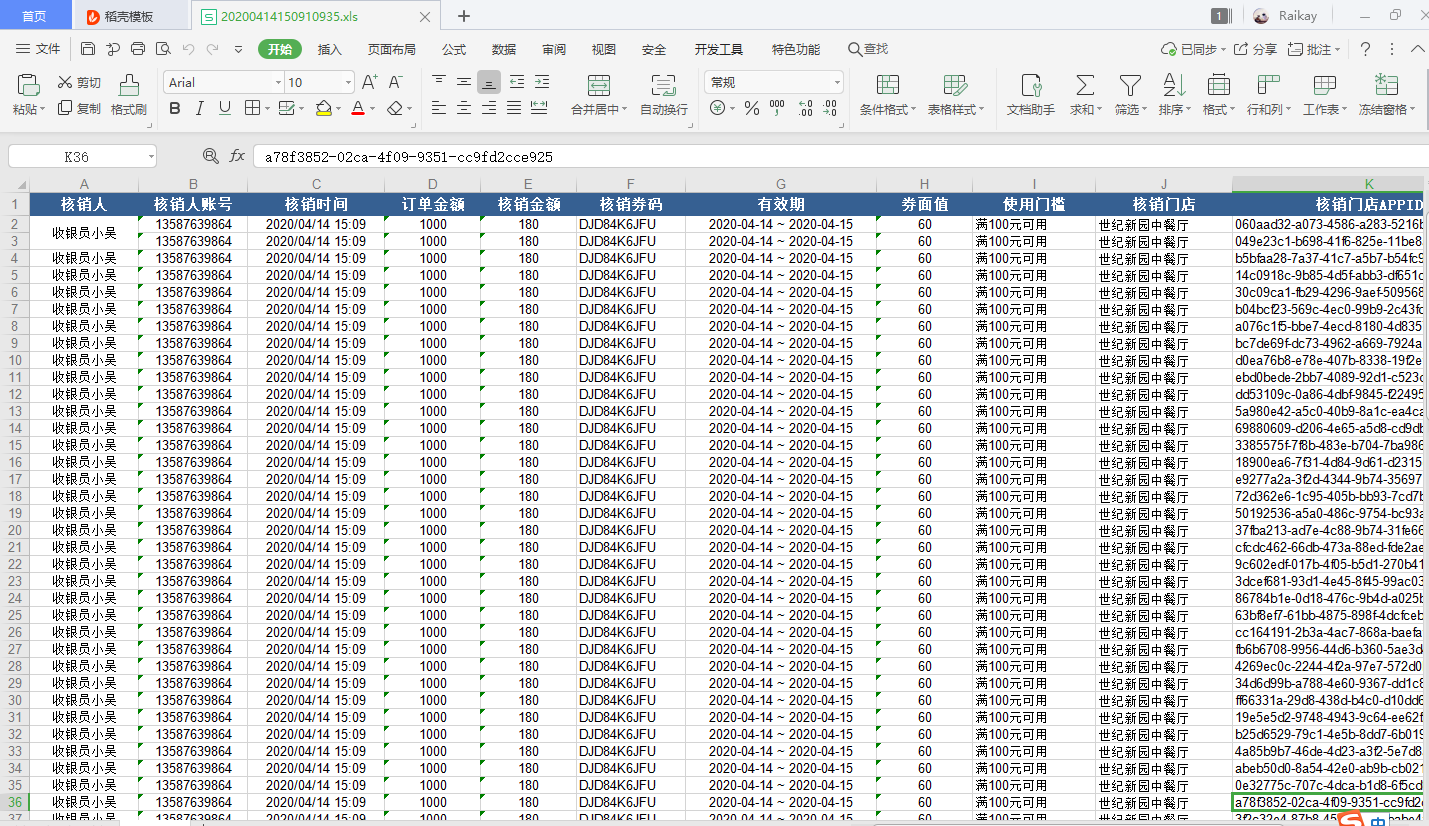 首页 稻壳模板 S 20200414150910935.xls 1 Raikay
文件 开始 插入 页面布局 公式 数据 审阅 视图 安全 开发工具 特色功能 查找 已同步 分享 批注
剪切 Arial 10 常规
粘贴 复制 格式刷 合并居中 自动换行 条件格式 表格样式 文档助手 求和 筛选 排序 格式 行和列 工作表 冻结窗格
K36 fx a78f3852-02ca-4f09-9351-cc9fd2cce925
A B C D E F G H I J K
1 核销人 核销人账号 核销时间 订单金额 核销金额 核销券码 有效期 券面值 使用门槛 核销门店 核销门店APPID
2 收银员小吴 13587639864 2020/04/14 15:09 1000 180 DJD84K6JFU 2020-04-14 ~ 2020-04-15 60 满100元可用 世纪新园中餐厅 060aad32-a073-4586-a283-5216b
3 13587639864 2020/04/14 15:09 1000 180 DJD84K6JFU 2020-04-14 ~ 2020-04-15 60 满100元可用 世纪新园中餐厅 049e23c1-b698-41f6-825e-11be8
4 收银员小吴 13587639864 2020/04/14 15:09 1000 180 DJD84K6JFU 2020-04-14 ~ 2020-04-15 60 满100元可用 世纪新园中餐厅 b5bfaa28-7a37-41c7-a5b7-b54fc9
5 收银员小吴 13587639864 2020/04/14 15:09 1000 180 DJD84K6JFU 2020-04-14 ~ 2020-04-15 60 满100元可用 世纪新园中餐厅 14c0918c-9b85-4d5f-abb3-df651c
6 收银员小吴 13587639864 2020/04/14 15:09 1000 180 DJD84K6JFU 2020-04-14 ~ 2020-04-15 60 满100元可用 世纪新园中餐厅 30c09ca1-fb29-4296-9aef-509568
7 收银员小吴 13587639864 2020/04/14 15:09 1000 180 DJD84K6JFU 2020-04-14 ~ 2020-04-15 60 满100元可用 世纪新园中餐厅 b04bcf23-569c-4ec0-99b9-2c43fc
8 收银员小吴 13587639864 2020/04/14 15:09 1000 180 DJD84K6JFU 2020-04-14 ~ 2020-04-15 60 满100元可用 世纪新园中餐厅 a076c1f5-bbe7-4ecd-8180-4d835
9 收银员小吴 13587639864 2020/04/14 15:09 1000 180 DJD84K6JFU 2020-04-14 ~ 2020-04-15 60 满100元可用 世纪新园中餐厅 bc7de69f-dc73-4962-a669-7924a
10 收银员小吴 13587639864 2020/04/14 15:09 1000 180 DJD84K6JFU 2020-04-14 ~ 2020-04-15 60 满100元可用 世纪新园中餐厅 d0ea76b8-e78e-407b-8338-19f2e
11 收银员小吴 13587639864 2020/04/14 15:09 1000 180 DJD84K6JFU 2020-04-14 ~ 2020-04-15 60 满100元可用 世纪新园中餐厅 ebd0bede-2bb7-4089-92d1-c523c
12 收银员小吴 13587639864 2020/04/14 15:09 1000 180 DJD84K6JFU 2020-04-14 ~ 2020-04-15 60 满100元可用 世纪新园中餐厅 dd53109c-0a86-4dbf-9845-f22495
13 收银员小吴 13587639864 2020/04/14 15:09 1000 180 DJD84K6JFU 2020-04-14 ~ 2020-04-15 60 满100元可用 世纪新园中餐厅 5a980e42-a5c0-40b9-8a1c-ea4ca
14 收银员小吴 13587639864 2020/04/14 15:09 1000 180 DJD84K6JFU 2020-04-14 ~ 2020-04-15 60 满100元可用 世纪新园中餐厅 69880609-d206-4e65-a5d8-cd9db
15 收银员小吴 13587639864 2020/04/14 15:09 1000 180 DJD84K6JFU 2020-04-14 ~ 2020-04-15 60 满100元可用 世纪新园中餐厅 3385575f-7f8b-483e-b704-7ba986
16 收银员小吴 13587639864 2020/04/14 15:09 1000 180 DJD84K6JFU 2020-04-14 ~ 2020-04-15 60 满100元可用 世纪新园中餐厅 18900ea6-7f31-4d84-9d61-d2315
17 收银员小吴 13587639864 2020/04/14 15:09 1000 180 DJD84K6JFU 2020-04-14 ~ 2020-04-15 60 满100元可用 世纪新园中餐厅 e9277a2a-3f2d-4344-9b74-35697
18 收银员小吴 13587639864 2020/04/14 15:09 1000 180 DJD84K6JFU 2020-04-14 ~ 2020-04-15 60 满100元可用 世纪新园中餐厅 72d362e6-1c95-405b-bb93-7cd7b
19 收银员小吴 13587639864 2020/04/14 15:09 1000 180 DJD84K6JFU 2020-04-14 ~ 2020-04-15 60 满100元可用 世纪新园中餐厅 50192536-a5a0-486c-9754-bc93a
20 收银员小吴 13587639864 2020/04/14 15:09 1000 180 DJD84K6JFU 2020-04-14 ~ 2020-04-15 60 满100元可用 世纪新园中餐厅 37fba213-ad7e-4c88-9b74-31fe66
21 收银员小吴 13587639864 2020/04/14 15:09 1000 180 DJD84K6JFU 2020-04-14 ~ 2020-04-15 60 满100元可用 世纪新园中餐厅 cfcdc462-66db-473a-88ed-fde2ae
22 收银员小吴 13587639864 2020/04/14 15:09 1000 180 DJD84K6JFU 2020-04-14 ~ 2020-04-15 60 满100元可用 世纪新园中餐厅 9c602edf-017b-4f05-b5d1-270b41
23 收银员小吴 13587639864 2020/04/14 15:09 1000 180 DJD84K6JFU 2020-04-14 ~ 2020-04-15 60 满100元可用 世纪新园中餐厅 3dcef681-93d1-4e45-8f45-99ac03
24 收银员小吴 13587639864 2020/04/14 15:09 1000 180 DJD84K6JFU 2020-04-14 ~ 2020-04-15 60 满100元可用 世纪新园中餐厅 86784b1e-0d18-476c-9b4d-a025b
25 收银员小吴 13587639864 2020/04/14 15:09 1000 180 DJD84K6JFU 2020-04-14 ~ 2020-04-15 60 满100元可用 世纪新园中餐厅 63bf8ef7-61bb-4875-898f-4dcfceb
26 收银员小吴 13587639864 2020/04/14 15:09 1000 180 DJD84K6JFU 2020-04-14 ~ 2020-04-15 60 满100元可用 世纪新园中餐厅 cc164191-2b3a-4ac7-868a-baefa
27 收银员小吴 13587639864 2020/04/14 15:09 1000 180 DJD84K6JFU 2020-04-14 ~ 2020-04-15 60 满100元可用 世纪新园中餐厅 fb6b6708-9956-44d6-b360-5ae3d
28 收银员小吴 13587639864 2020/04/14 15:09 1000 180 DJD84K6JFU 2020-04-14 ~ 2020-04-15 60 满100元可用 世纪新园中餐厅 4269ec0c-2244-4f2a-97e7-572d0
29 收银员小吴 13587639864 2020/04/14 15:09 1000 180 DJD84K6JFU 2020-04-14 ~ 2020-04-15 60 满100元可用 世纪新园中餐厅 34d6d99b-a788-4e60-9367-dd1c8
30 收银员小吴 13587639864 2020/04/14 15:09 1000 180 DJD84K6JFU 2020-04-14 ~ 2020-04-15 60 满100元可用 世纪新园中餐厅 ff66331a-29d8-438d-b4c0-d10dd6
31 收银员小吴 13587639864 2020/04/14 15:09 1000 180 DJD84K6JFU 2020-04-14 ~ 2020-04-15 60 满100元可用 世纪新园中餐厅 19e5e5d2-9748-4943-9c64-ee62f
32 收银员小吴 13587639864 2020/04/14 15:09 1000 180 DJD84K6JFU 2020-04-14 ~ 2020-04-15 60 满100元可用 世纪新园中餐厅 b25d6529-79c1-4e5b-8dd7-6b019
33 收银员小吴 13587639864 2020/04/14 15:09 1000 180 DJD84K6JFU 2020-04-14 ~ 2020-04-15 60 满100元可用 世纪新园中餐厅 4a85b9b7-46de-4d23-a3f2-5e7d8
34 收银员小吴 13587639864 2020/04/14 15:09 1000 180 DJD84K6JFU 2020-04-14 ~ 2020-04-15 60 满100元可用 世纪新园中餐厅 abeb50d0-8a54-42e0-ab9b-cb021
35 收银员小吴 13587639864 2020/04/14 15:09 1000 180 DJD84K6JFU 2020-04-14 ~ 2020-04-15 60 满100元可用 世纪新园中餐厅 0e32775c-707c-4dca-b1d8-6f5cd
36 收银员小吴 13587639864 2020/04/14 15:09 1000 180 DJD84K6JFU 2020-04-14 ~ 2020-04-15 60 满100元可用 世纪新园中餐厅 a78f3852-02ca-4f09-9351-cc9fd2c
37 收银员小吴 13587639864 2020/04/14 15:09 1000 180 DJD84K6JFU 2020-04-14 ~ 2020-04-15 60 满100元可用 世纪新园中餐厅